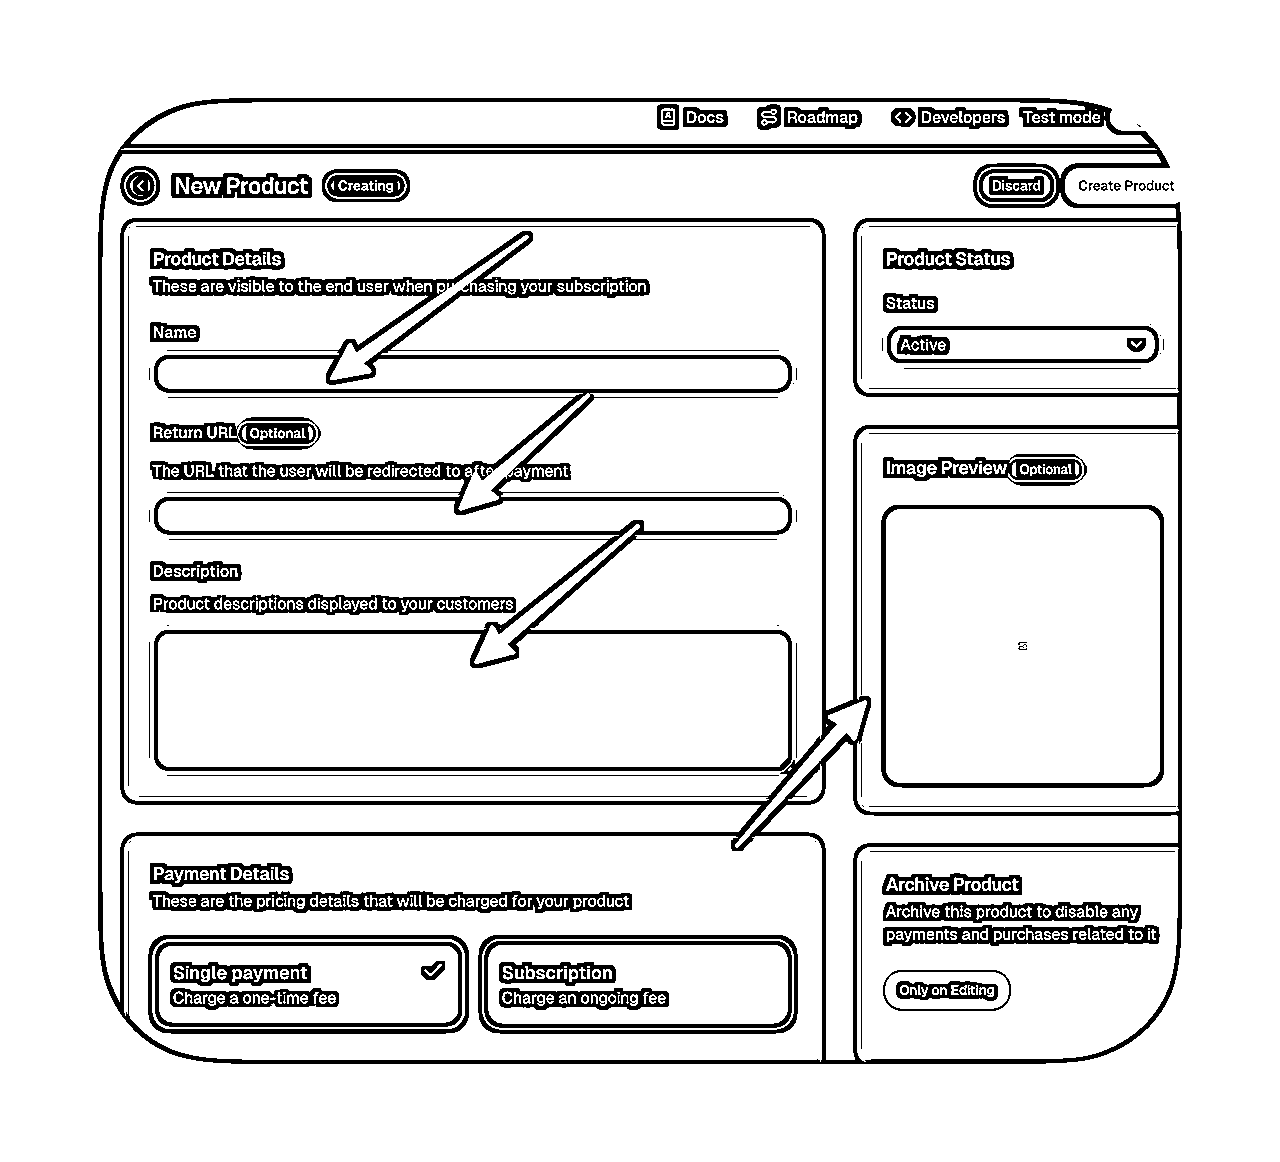 Docs Roadmap Developers Test mode
New Product Creating Discard Create Product
Product Details
These are visible to the end user when purchasing your subscription
Name
Return URL Optional
The URL that the user will be redirected to after payment
Description
Product descriptions displayed to your customers
Payment Details
These are the pricing details that will be charged for your product
Single payment
Charge a one-time fee
Subscription
Charge an ongoing fee
Product Status
Status
Active
Image Preview Optional
Archive Product
Archive this product to disable any
payments and purchases related to it
Only on Editing